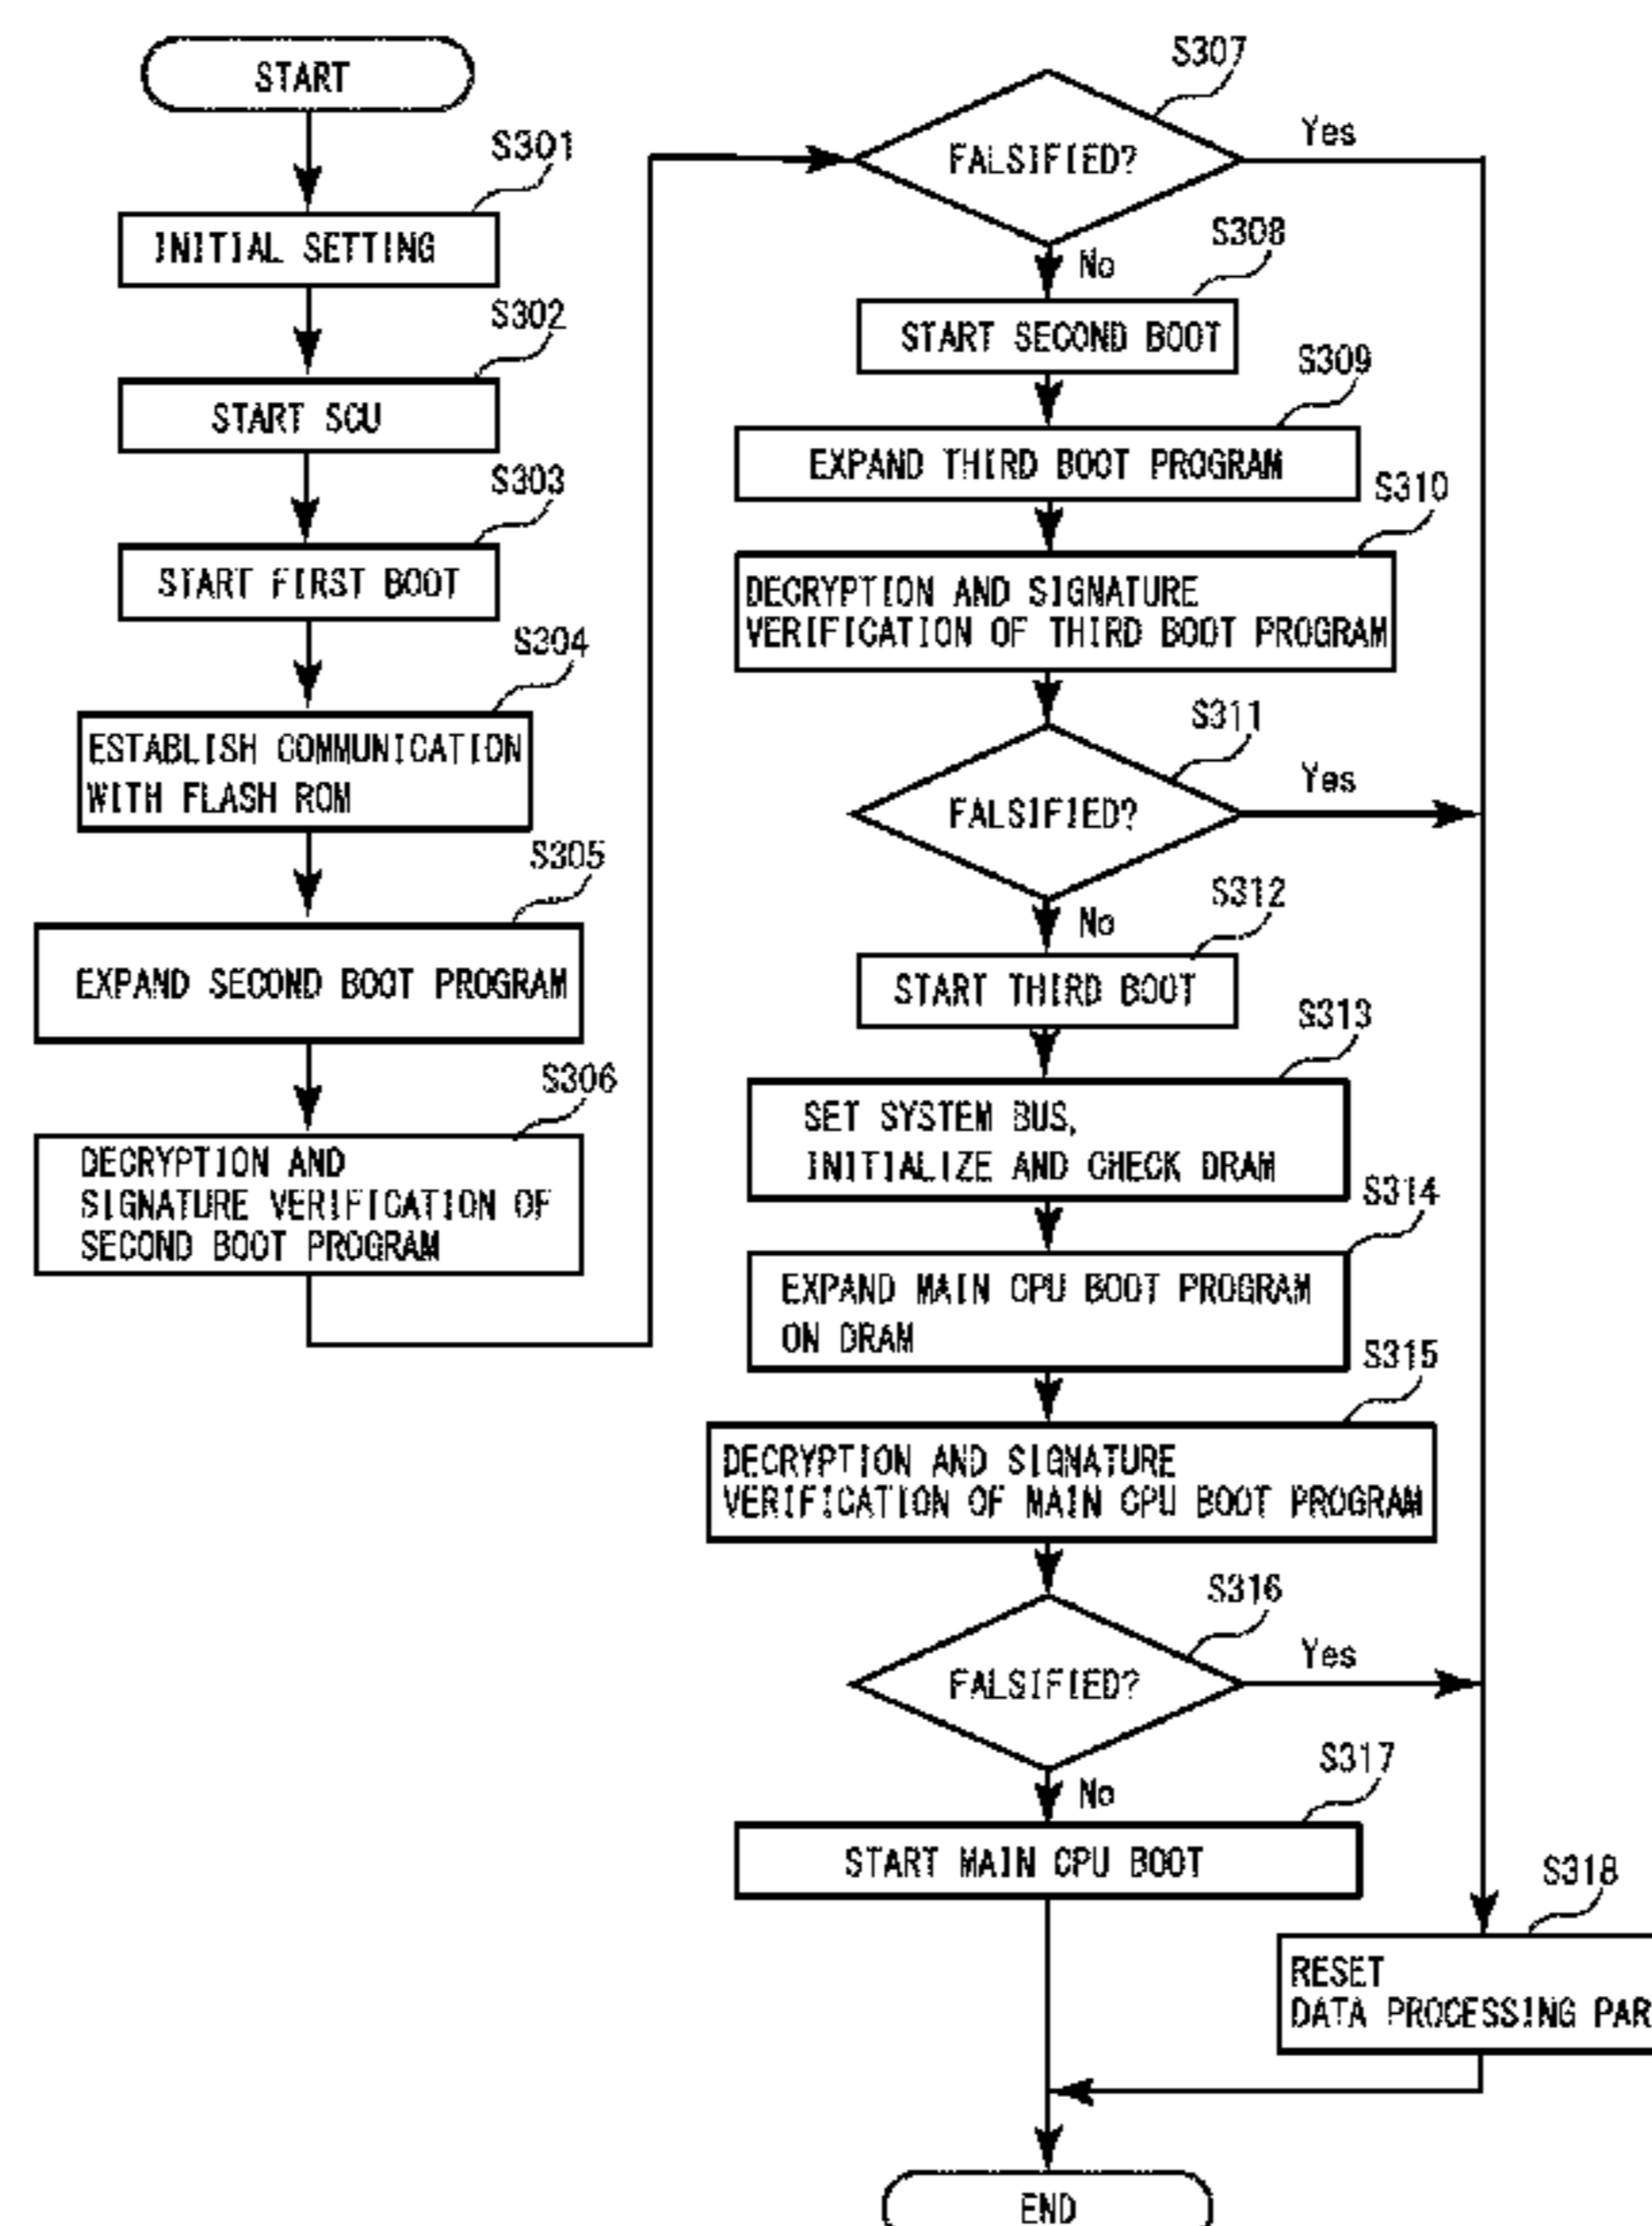 START
S301
INITIAL SETTING
S302
START SCU
S303
START FIRST BOOT
S304
ESTABLISH COMMUNICATION
WITH FLASH ROM
S305
EXPAND SECOND BOOT PROGRAM
S306
DECRYPTION AND
SIGNATURE VERIFICATION OF
SECOND BOOT PROGRAM
S307
FALSIFIED?
Yes
No
S308
START SECOND BOOT
S309
EXPAND THIRD BOOT PROGRAM
S310
DECRYPTION AND SIGNATURE
VERIFICATION OF THIRD BOOT PROGRAM
S311
FALSIFIED?
Yes
No
S312
START THIRD BOOT
S313
SET SYSTEM BUS,
INITIALIZE AND CHECK DRAM
S314
EXPAND MAIN CPU BOOT PROGRAM
ON DRAM
S315
DECRYPTION AND SIGNATURE
VERIFICATION OF MAIN CPU BOOT PROGRAM
S316
FALSIFIED?
Yes
No
S317
START MAIN CPU BOOT
S318
RESET
DATA PROCESSING PAR
END